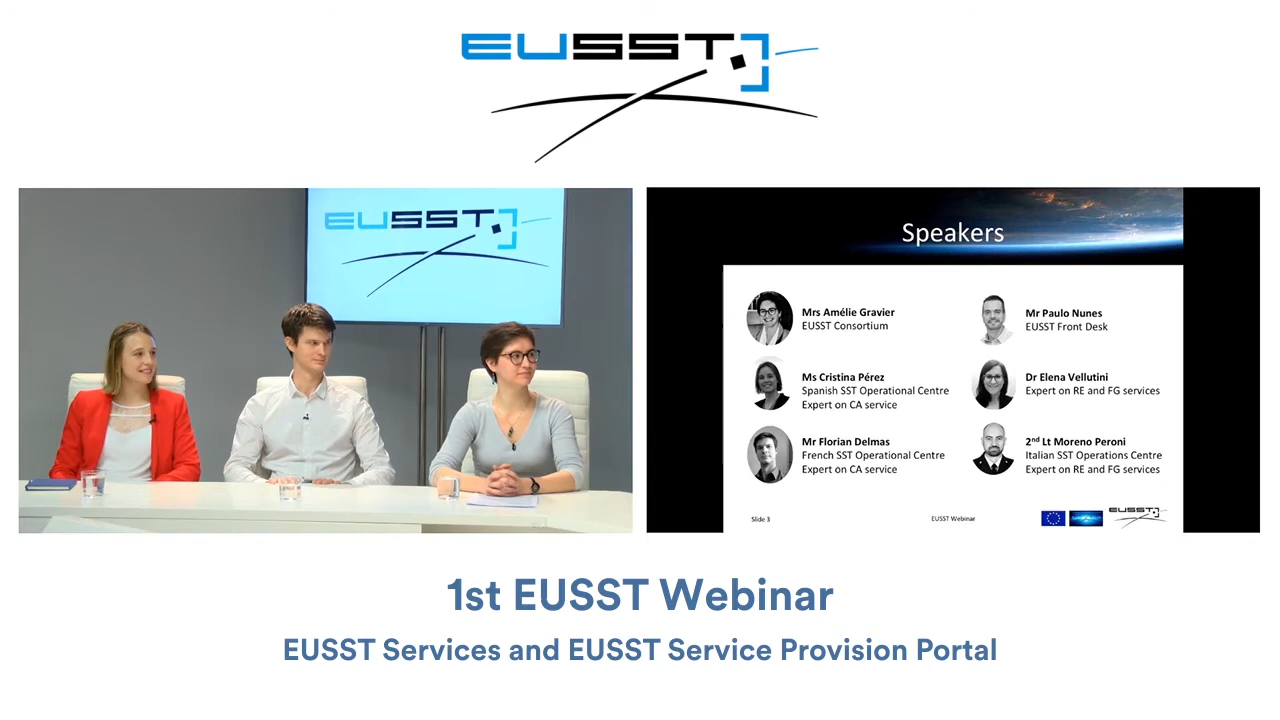 EUSST
EUSST
Speakers
Mrs Amélie Gravier
EUSST Consortium
Mr Paulo Nunes
EUSST Front Desk
Ms Cristina Pérez
Spanish SST Operational Centre
Expert on CA service
Dr Elena Vellutini
Expert on RE and FG services
Mr Florian Delmas
French SST Operational Centre
Expert on CA service
2nd Lt Moreno Peroni
Italian SST Operations Centre
Expert on RE and FG services
Slide 3
EUSST Webinar
EUSST
1st EUSST Webinar
EUSST Services and EUSST Service Provision Portal